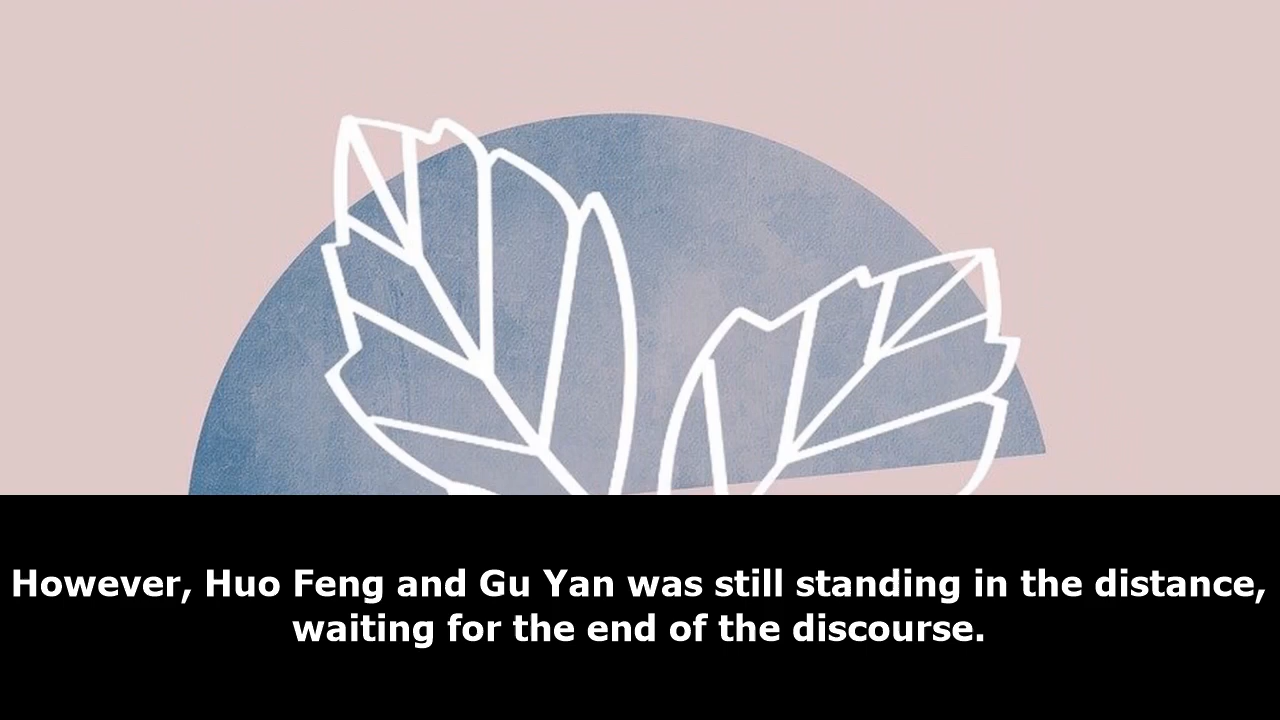 However, Huo Feng and Gu Yan was still standing in the distance,
waiting for the end of the discourse.